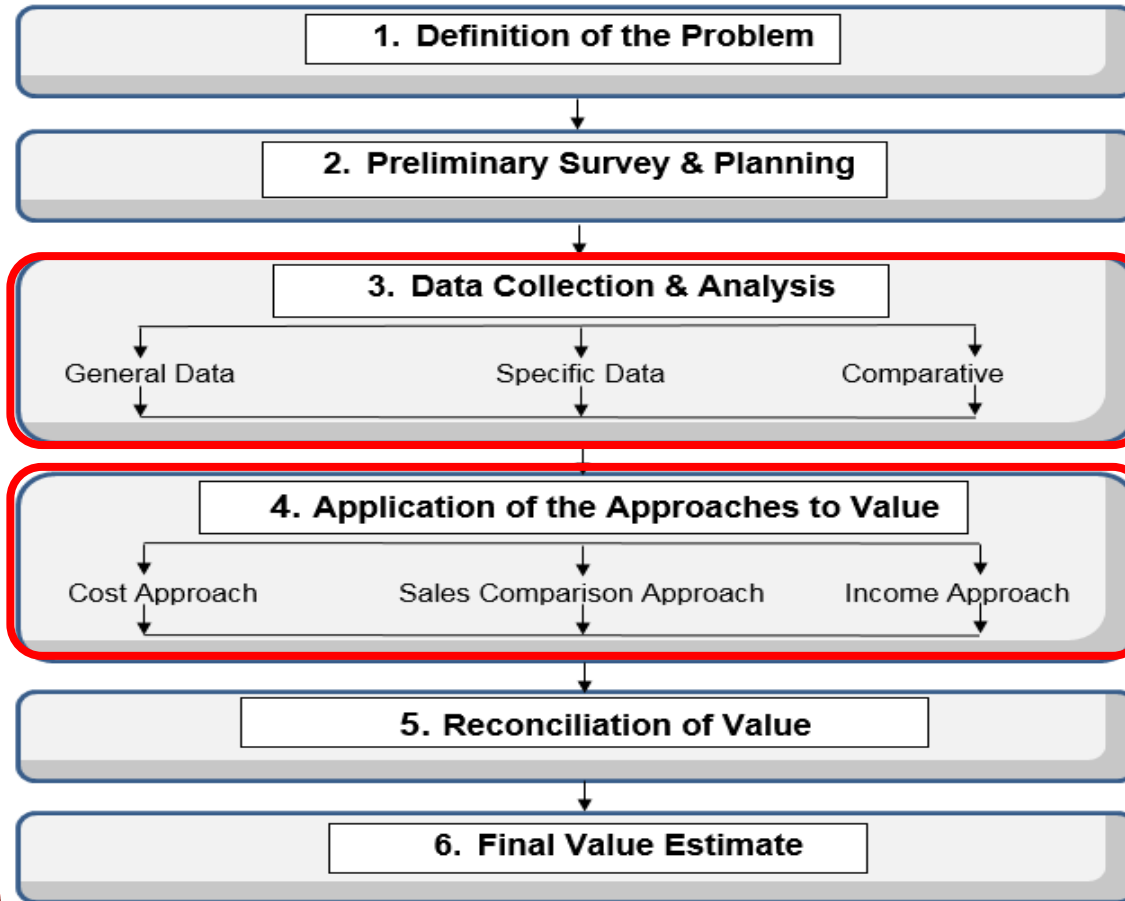 1. Definition of the Problem
2. Preliminary Survey & Planning
3. Data Collection & Analysis
General Data Specific Data Comparative
4. Application of the Approaches to Value
Cost Approach Sales Comparison Approach Income Approach
5. Reconciliation of Value
6. Final Value Estimate